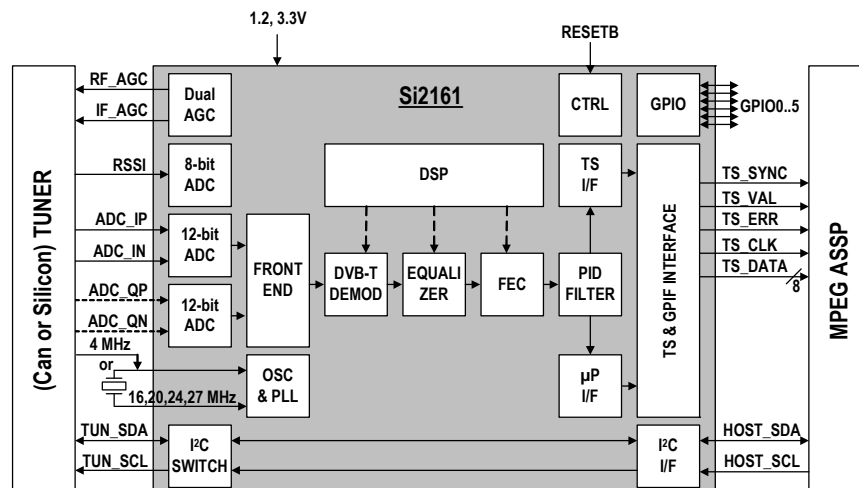 1.2, 3.3V
RESETB
(Can or Silicon) TUNER
RF_AGC
IF_AGC
RSSI
ADC_IP
ADC_IN
ADC_QP
ADC_QN
4 MHz
or
16,20,24,27 MHz
TUN_SDA
TUN_SCL
Si2161
Dual
AGC
8-bit
ADC
12-bit
ADC
12-bit
ADC
FRONT
END
OSC
& PLL
I²C
SWITCH
DSP
DVB-T
DEMOD
EQUALI
ZER
FEC
CTRL
TS
I/F
PID
FILTER
µP
I/F
GPIO
TS & GPIF INTERFACE
I²C
I/F
GPIO0..5
TS_SYNC
TS_VAL
TS_ERR
TS_CLK
TS_DATA
8
HOST_SDA
HOST_SCL
MPEG ASSP